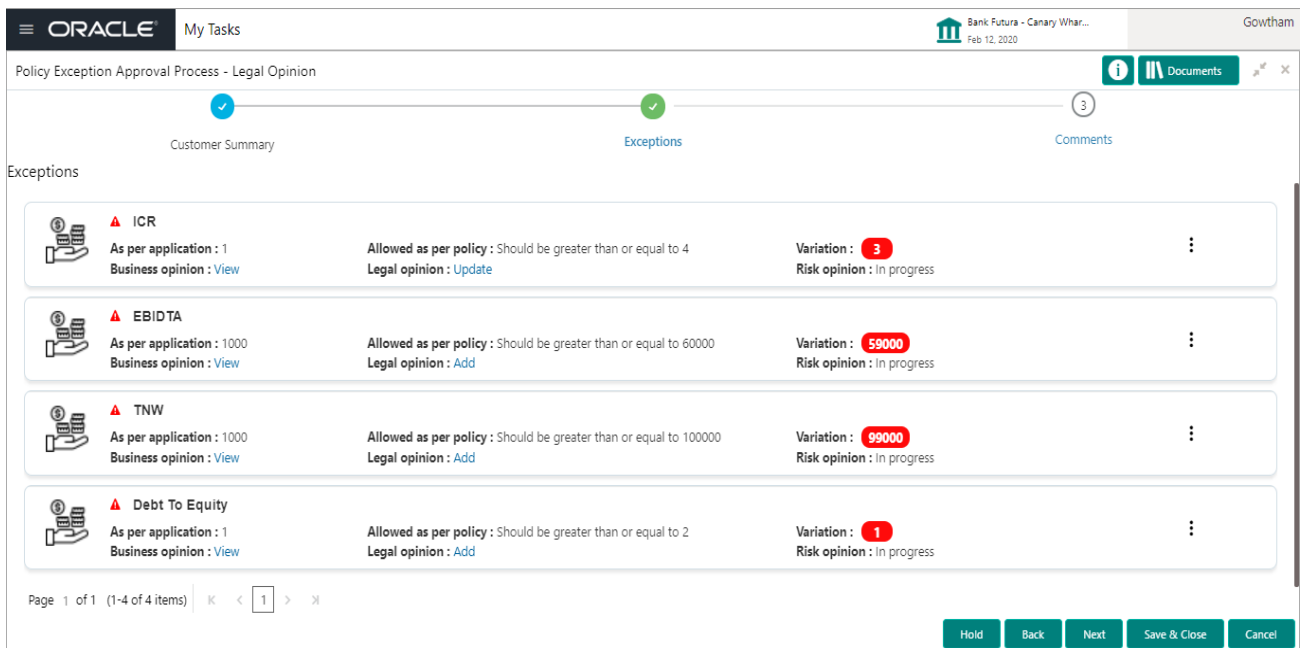 ORACLE® My Tasks Bank Futura - Canary Whar... Gowtham
Feb 12, 2020
Policy Exception Approval Process - Legal Opinion i Documents
3
Customer Summary Exceptions Comments
Exceptions
ICR
As per application : 1 Allowed as per policy : Should be greater than or equal to 4 Variation : 3
Business opinion : View Legal opinion : Update Risk opinion : In progress
EBIDTA
As per application : 1000 Allowed as per policy : Should be greater than or equal to 60000 Variation : 59000
Business opinion : View Legal opinion : Add Risk opinion : In progress
TNW
As per application : 1000 Allowed as per policy : Should be greater than or equal to 100000 Variation : 99000
Business opinion : View Legal opinion : Add Risk opinion : In progress
Debt To Equity
As per application : 1 Allowed as per policy : Should be greater than or equal to 2 Variation : 1
Business opinion : View Legal opinion : Add Risk opinion : In progress
Page 1 of 1 (1-4 of 4 items) 1
Hold Back Next Save & Close Cancel